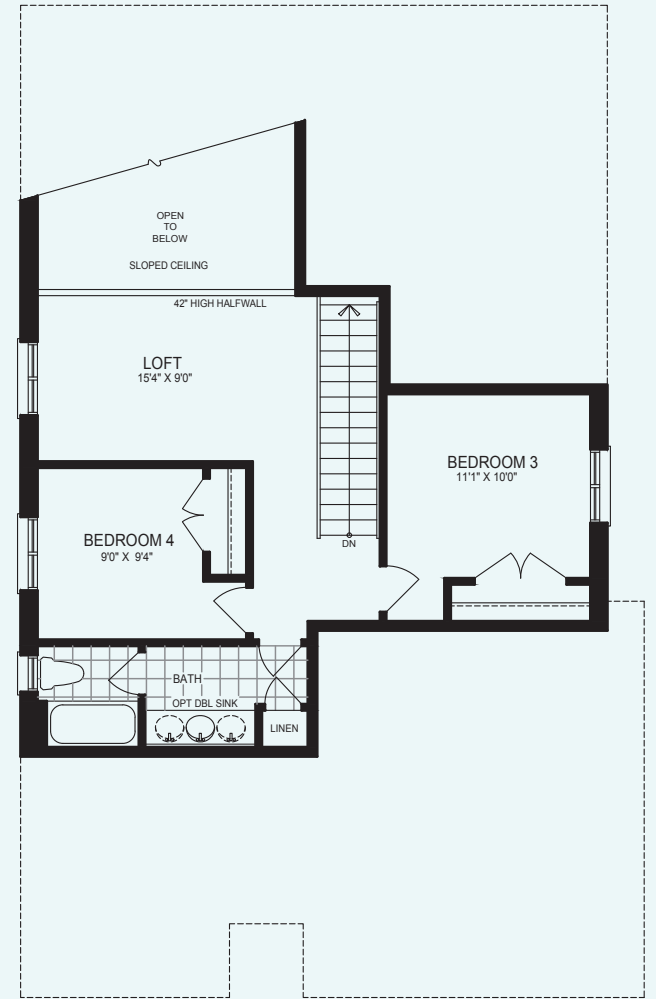 OPEN
TO
BELOW
SLOPED CEILING
42" HIGH HALFWALL
LOFT
15'4" X 9'0"
BEDROOM 3
11'1" X 10'0"
BEDROOM 4
9'0" X 9'4"
DN
BATH
OPT DBL SINK
LINEN